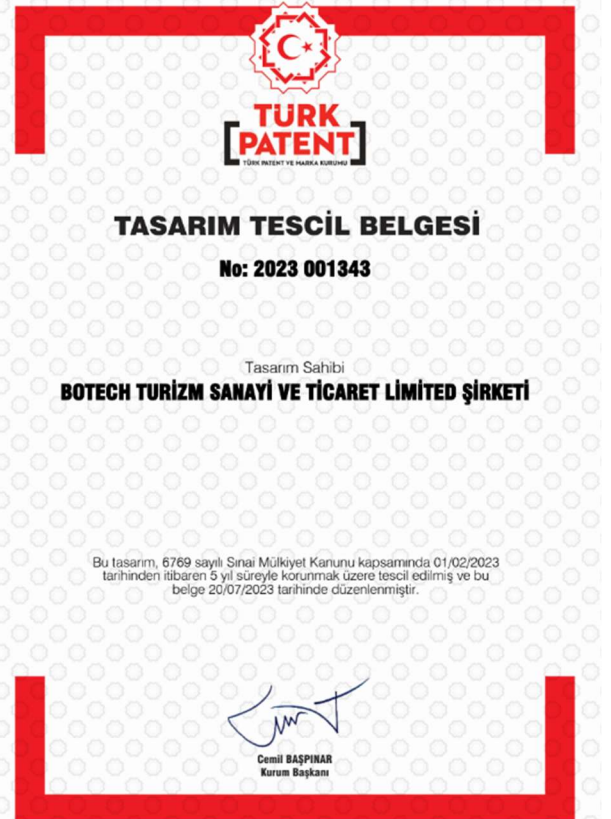 TÜRK
PATENT
TÜRK PATENT VE MARKA KURUMU
TASARIM TESCİL BELGESİ
No: 2023 001343
Tasarım Sahibi
BOTECH TURİZM SANAYİ VE TİCARET LİMİTED ŞİRKETİ
Bu tasarım, 6769 sayılı Sınai Mülkiyet Kanunu kapsamında 01/02/2023
tarihinden itibaren 5 yıl süreyle korunmak üzere tescil edilmiş ve bu
belge 20/07/2023 tarihinde düzenlenmiştir.
Cemil BAŞPINAR
Kurum Başkanı